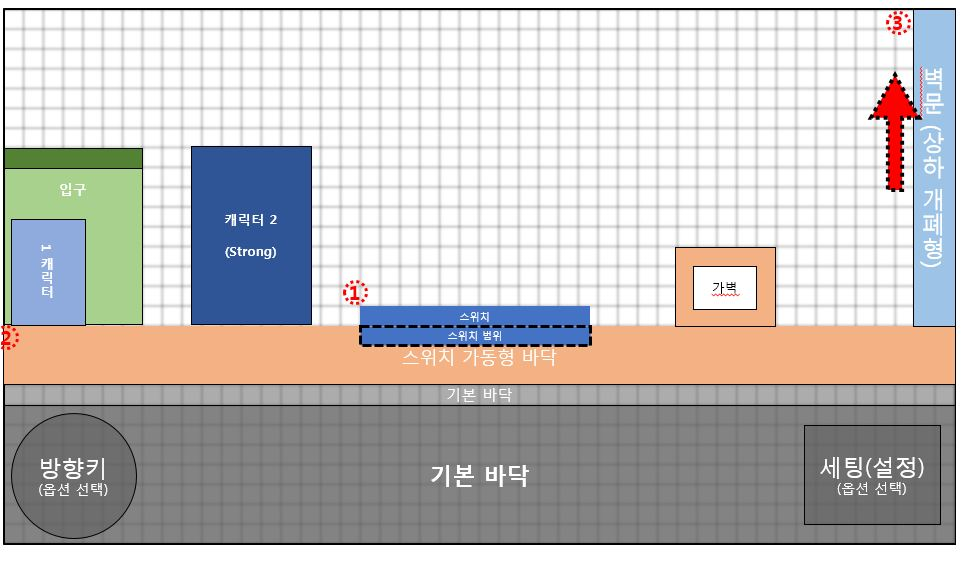 ③
벽문 (상하 개폐형)
입구
1 캐릭터
캐릭터 2
(Strong)
①
스위치
스위치 범위
가벽
②
스위치 가동형 바닥
기본 바닥
방향키
(옵션 선택)
기본 바닥
세팅(설정)
(옵션 선택)